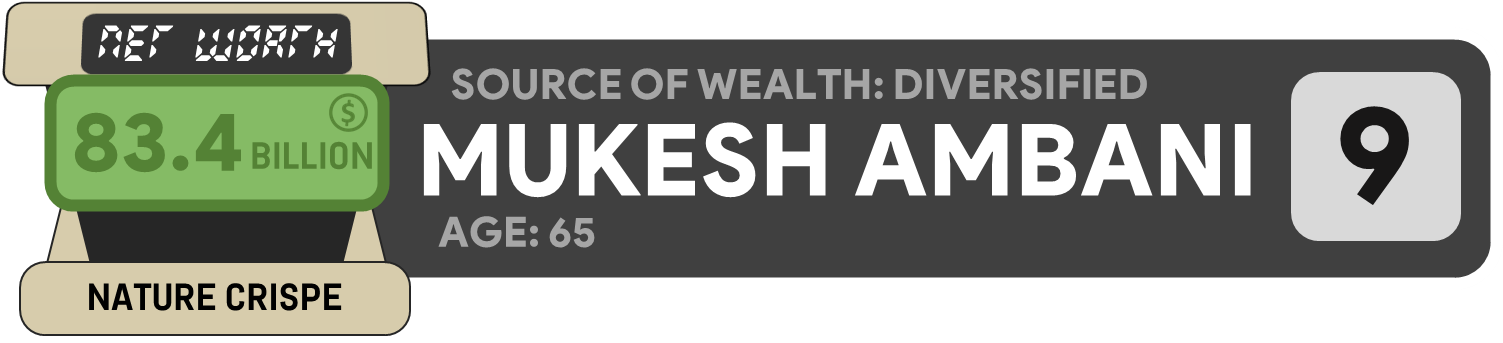 NET WORTH
$
83.4 BILLION
NATURE CRISPE
SOURCE OF WEALTH: DIVERSIFIED
MUKESH AMBANI
AGE: 65
9